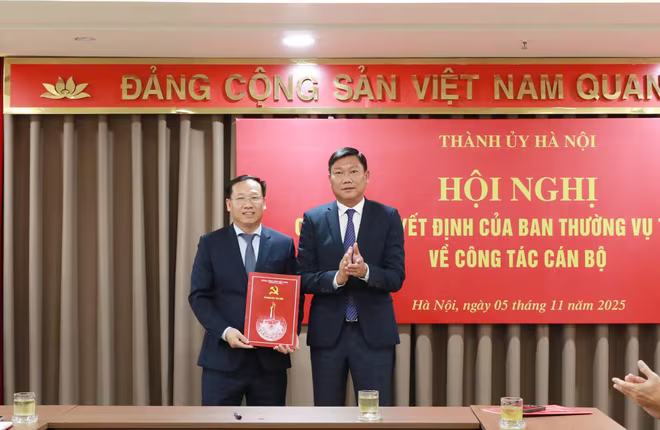 ĐẢNG CỘNG SẢN VIỆT NAM QUAN
THÀNH ỦY HÀ NỘI
HỘI NGHỊ
C YẾT ĐỊNH CỦA BAN THƯỜNG VỤ
VỀ CÔNG TÁC CÁN BỘ
Hà Nội, ngày 05 tháng 11 năm 2025